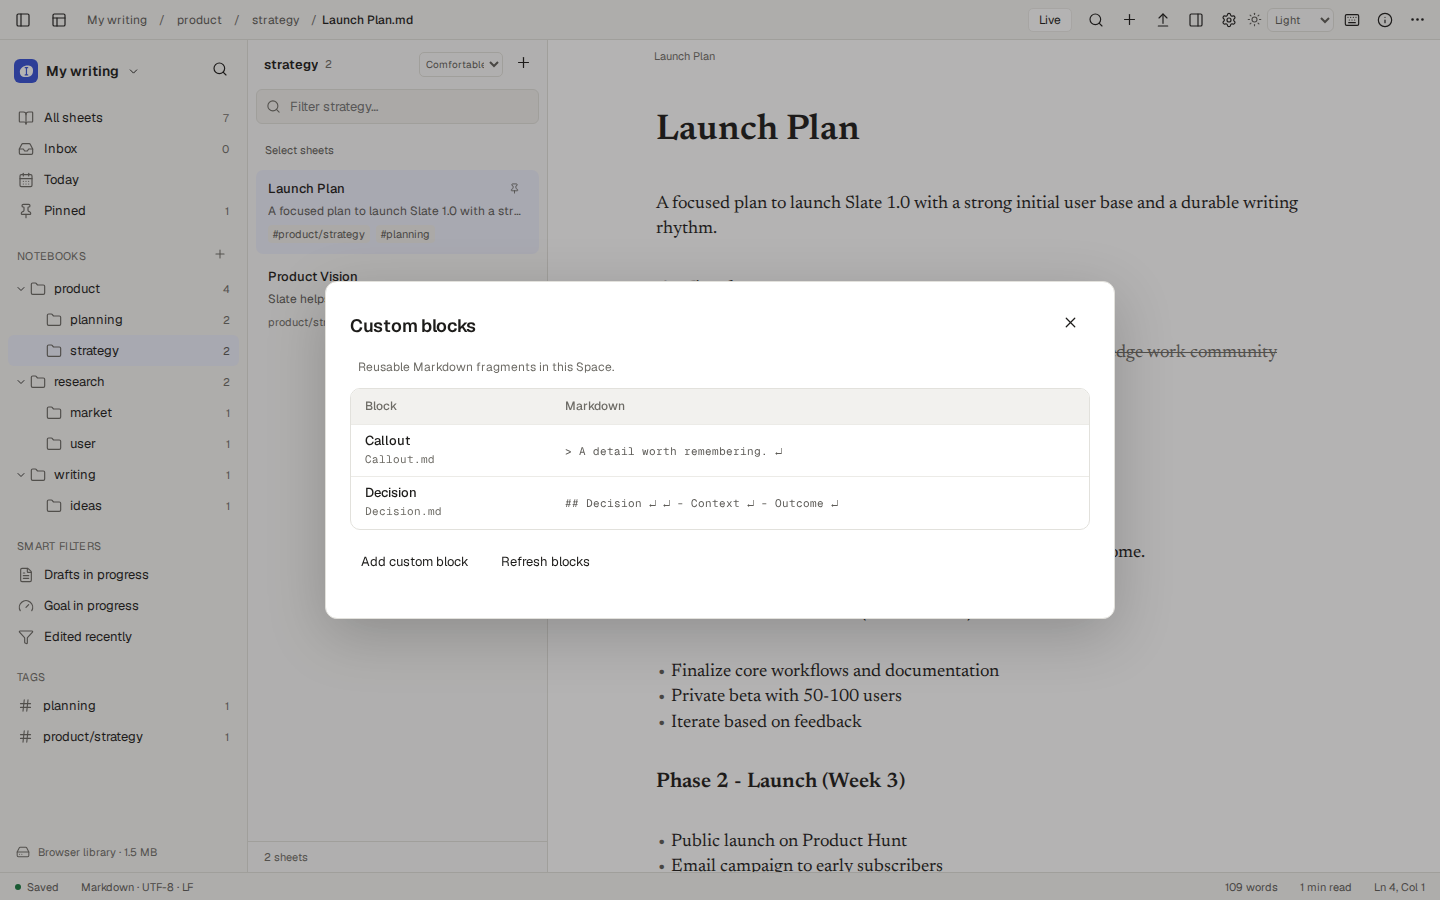 My writing / product / strategy / Launch Plan.md
Live
Light
My writing
All sheets 7
Inbox 0
Today
Pinned 1
NOTEBOOKS
product 4
planning 2
strategy 2
research 2
market 1
user 1
writing 1
ideas 1
SMART FILTERS
Drafts in progress
Goal in progress
Edited recently
TAGS
# planning 1
# product/strategy 1
Browser library · 1.5 MB
strategy 2
Comfortable
Filter strategy...
Select sheets
Launch Plan
A focused plan to launch Slate 1.0 with a str...
#product/strategy #planning
Product Vision
Slate help
product/str
2 sheets
Launch Plan
Launch Plan
A focused plan to launch Slate 1.0 with a strong initial user base and a durable writing
rhythm.
dge work community
ome.
• Finalize core workflows and documentation
• Private beta with 50-100 users
• Iterate based on feedback
Phase 2 - Launch (Week 3)
• Public launch on Product Hunt
• Email campaign to early subscribers
Custom blocks
Reusable Markdown fragments in this Space.
Block Markdown
Callout
Callout.md
> A detail worth remembering. ↵
Decision
Decision.md
## Decision ↵ ↵ - Context ↵ - Outcome ↵
Add custom block Refresh blocks
Saved Markdown · UTF-8 · LF
109 words 1 min read Ln 4, Col 1